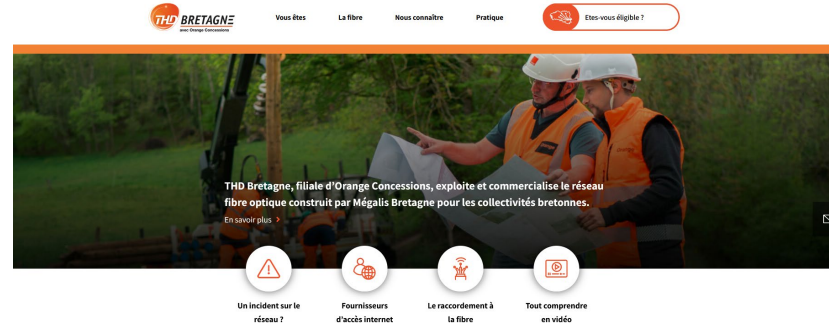 THD BRETAGNE
avec Orange Concessions
Vous êtes
La fibre
Nous connaître
Pratique
Etes-vous éligible ?
THD Bretagne, filiale d'Orange Concessions, exploite et commercialise le réseau
fibre optique construit par Mégalis Bretagne pour les collectivités bretonnes.
En savoir plus >
Un incident sur le
réseau ?
Fournisseurs
d'accès internet
Le raccordement à
la fibre
Tout comprendre
en vidéo